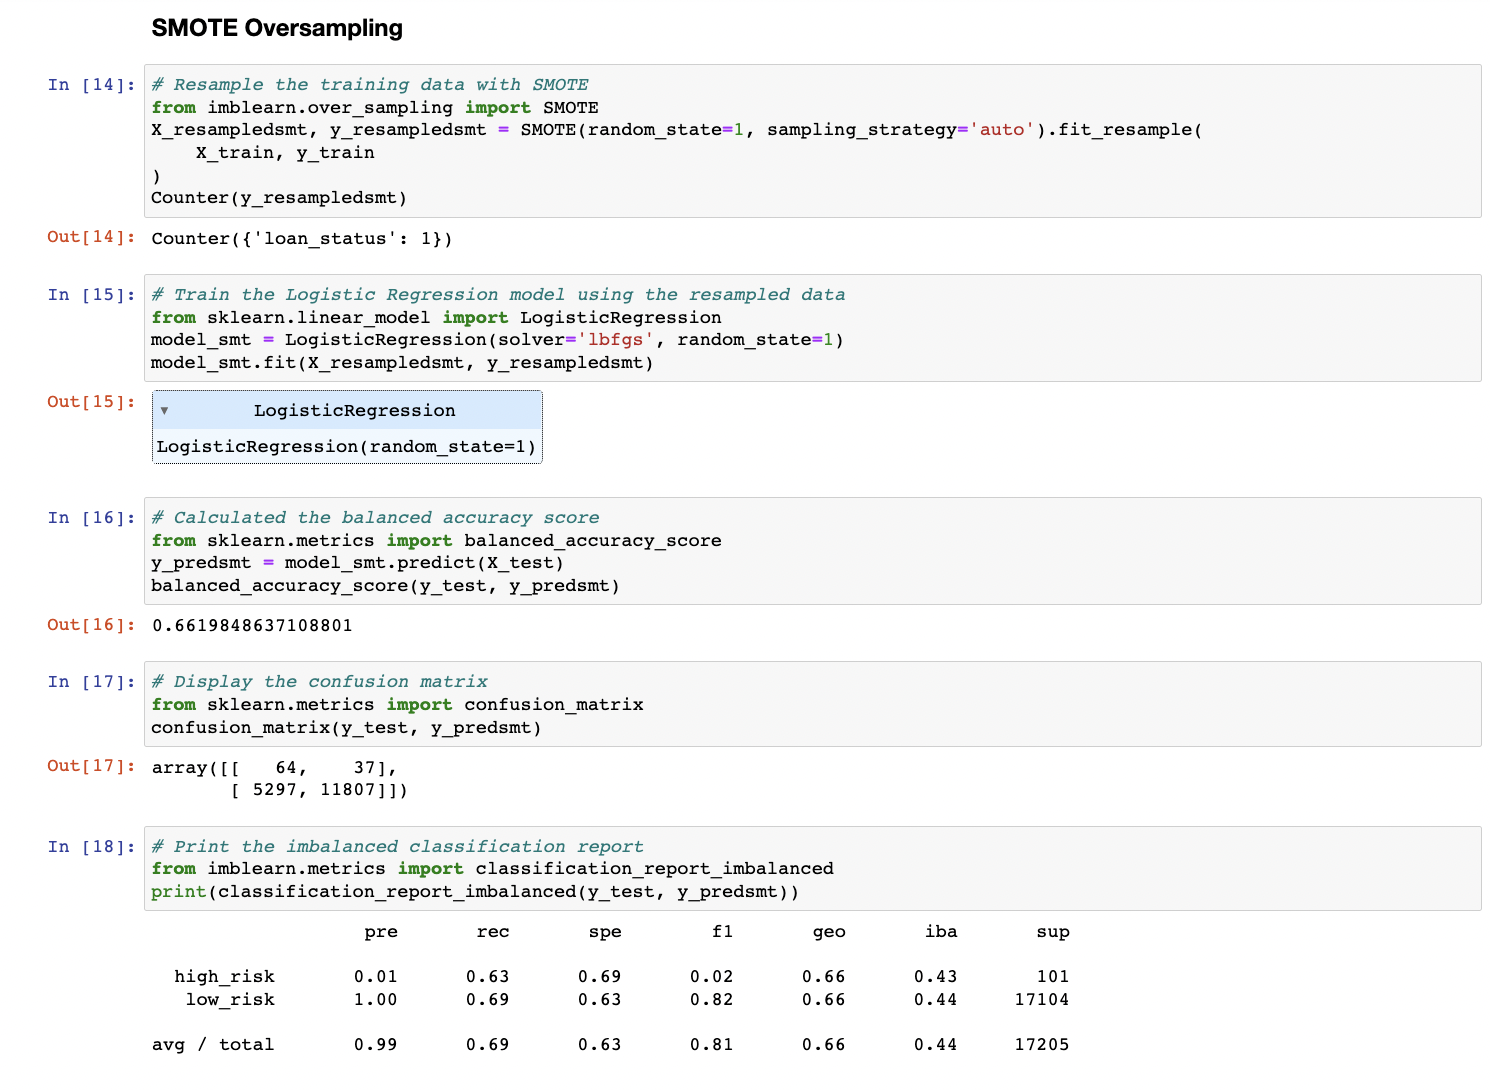 SMOTE Oversampling
In [14]: # Resample the training data with SMOTE
from imblearn.over_sampling import SMOTE
X_resampledsmt, y_resampledsmt = SMOTE(random_state=1, sampling_strategy='auto').fit_resample(
    X_train, y_train
)
Counter(y_resampledsmt)
Out[14]: Counter({'loan_status': 1})
In [15]: # Train the Logistic Regression model using the resampled data
from sklearn.linear_model import LogisticRegression
model_smt = LogisticRegression(solver='lbfgs', random_state=1)
model_smt.fit(X_resampledsmt, y_resampledsmt)
Out[15]: ▾ LogisticRegression
LogisticRegression(random_state=1)
In [16]: # Calculated the balanced accuracy score
from sklearn.metrics import balanced_accuracy_score
y_predsmt = model_smt.predict(X_test)
balanced_accuracy_score(y_test, y_predsmt)
Out[16]: 0.6619848637108801
In [17]: # Display the confusion matrix
from sklearn.metrics import confusion_matrix
confusion_matrix(y_test, y_predsmt)
Out[17]: array([[   64,    37],
       [ 5297, 11807]])
In [18]: # Print the imbalanced classification report
from imblearn.metrics import classification_report_imbalanced
print(classification_report_imbalanced(y_test, y_predsmt))
pre rec spe f1 geo iba sup
high_risk 0.01 0.63 0.69 0.02 0.66 0.43 101
low_risk 1.00 0.69 0.63 0.82 0.66 0.44 17104
avg / total 0.99 0.69 0.63 0.81 0.66 0.44 17205